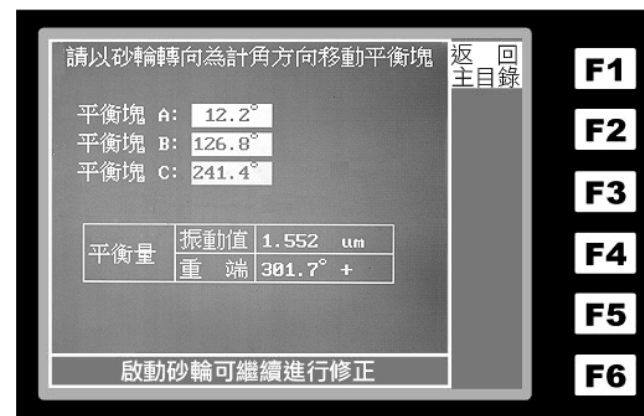 請以砂輪轉向為計角方向移動平衡塊
返 回
主目錄
平衡塊 A: 12.2°
平衡塊 B: 126.8°
平衡塊 C: 241.4°
平衡量
振動值 1.552 um
重 端 301.7° +
啟動砂輪可繼續進行修正
F1
F2
F3
F4
F5
F6